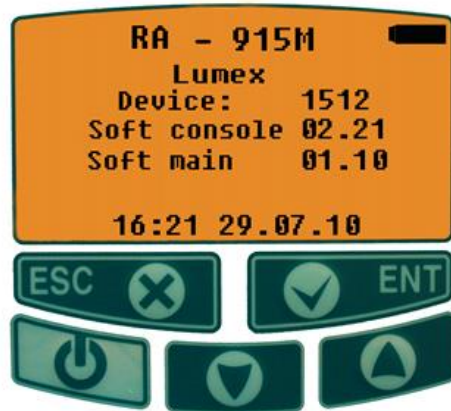 RA - 915M
Lumex
Device: 1512
Soft console 02.21
Soft main 01.10
16:21 29.07.10
ESC ENT